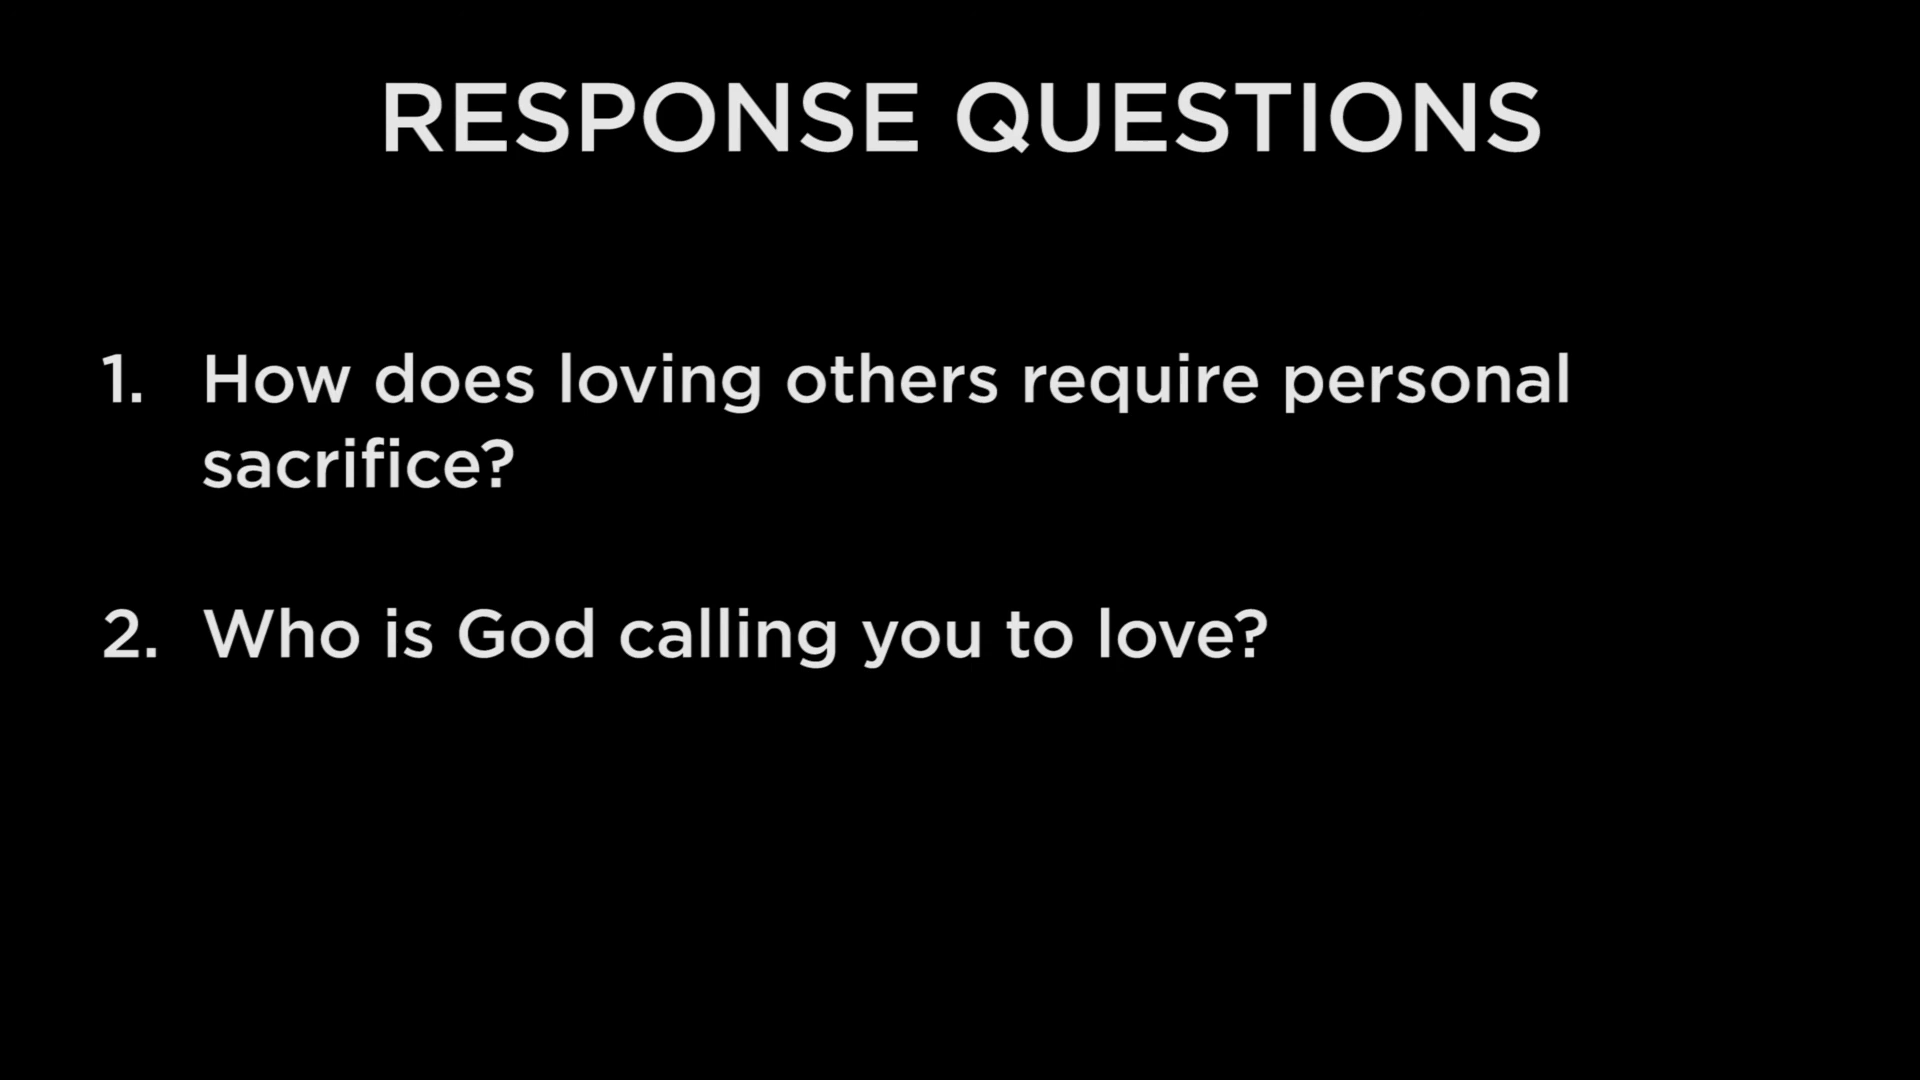 RESPONSE QUESTIONS
1. How does loving others require personal
sacrifice?
2. Who is God calling you to love?